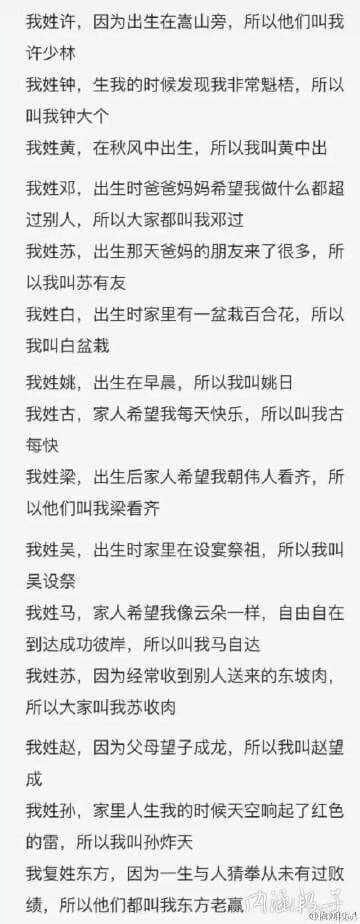 我姓许，因为出生在嵩山旁，所以他们叫我
许少林
我姓钟，生我的时候发现我非常魁梧，所以
叫我钟大个
我姓黄，在秋风中出生，所以我叫黄中出
我姓邓，出生时爸爸妈妈希望我做什么都超
过别人，所以大家都叫我邓过
我姓苏，出生那天爸妈的朋友来了很多，所
以我叫苏有友
我姓白，出生时家里有一盆栽百合花，所以
我叫白盆栽
我姓姚，出生在早晨，所以我叫姚日
我姓古，家人希望我每天快乐，所以叫我古
每快
我姓梁，出生后家人希望我朝伟人看齐，所
以他们叫我梁看齐
我姓吴，出生时家里在设宴祭祖，所以我叫
吴设祭
我姓马，家人希望我像云朵一样，自由自在
到达成功彼岸，所以叫我马自达
我姓苏，因为经常收到别人送来的东坡肉，
所以大家叫我苏收肉
我姓赵，因为父母望子成龙，所以我叫赵望
成
我姓孙，家里人生我的时候天空响起了红色
的雷，所以我叫孙炸天
我复姓东方，因为一生与人猜拳从未有过败
绩，所以他们都叫我东方老赢
内涵段子